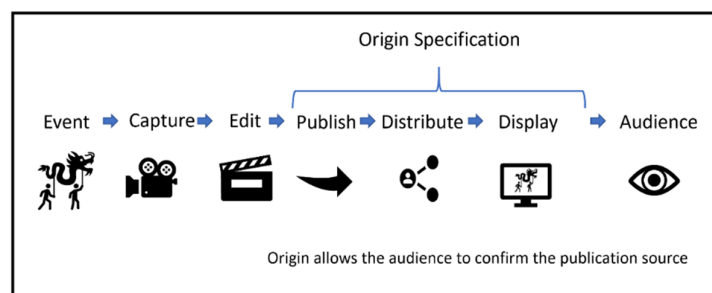 Origin Specification
Event Capture Edit Publish Distribute Display Audience
Origin allows the audience to confirm the publication source